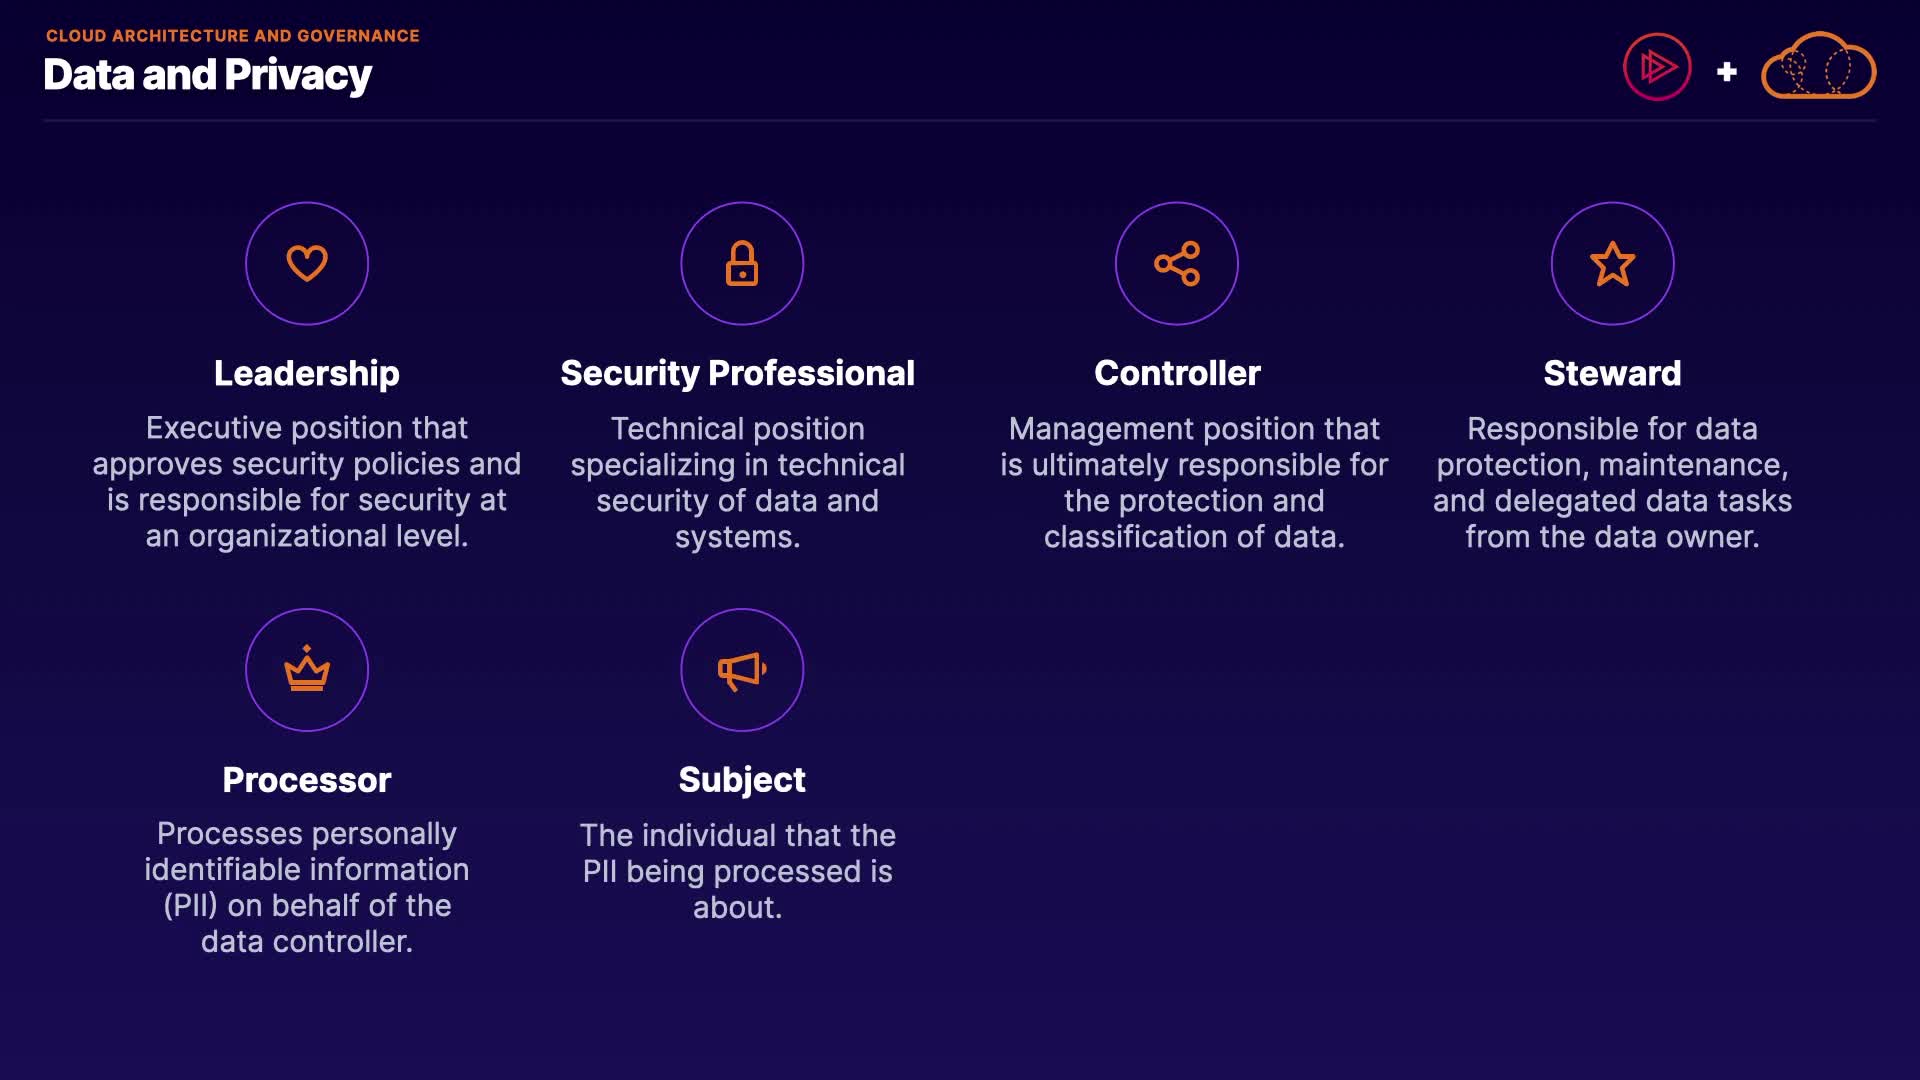 CLOUD ARCHITECTURE AND GOVERNANCE
Data and Privacy
Leadership
Executive position that
approves security policies and
is responsible for security at
an organizational level.
Security Professional
Technical position
specializing in technical
security of data and
systems.
Controller
Management position that
is ultimately responsible for
the protection and
classification of data.
Steward
Responsible for data
protection, maintenance,
and delegated data tasks
from the data owner.
Processor
Processes personally
identifiable information
(PII) on behalf of the
data controller.
Subject
The individual that the
PII being processed is
about.